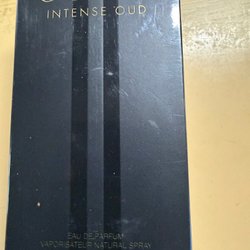 INTENSE OUD
EAU DE PARFUM
VAPORISATEUR NATURAL SPRAY